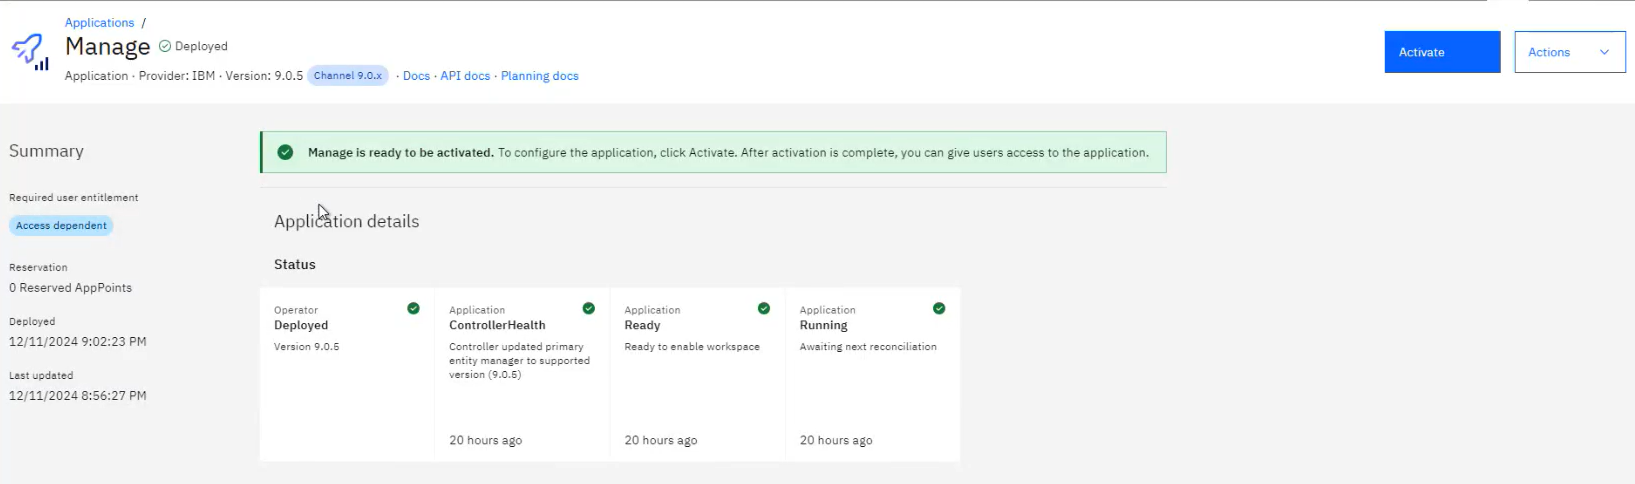 Applications /
Manage Deployed
Application · Provider: IBM · Version: 9.0.5 Channel 9.0.x · Docs · API docs · Planning docs
Activate
Actions
Summary
Required user entitlement
Access dependent
Reservation
0 Reserved AppPoints
Deployed
12/11/2024 9:02:23 PM
Last updated
12/11/2024 8:56:27 PM
Manage is ready to be activated. To configure the application, click Activate. After activation is complete, you can give users access to the application.
Application details
Status
Operator
Deployed
Version 9.0.5
Application
ControllerHealth
Controller updated primary
entity manager to supported
version (9.0.5)
20 hours ago
Application
Ready
Ready to enable workspace
20 hours ago
Application
Running
Awaiting next reconciliation
20 hours ago